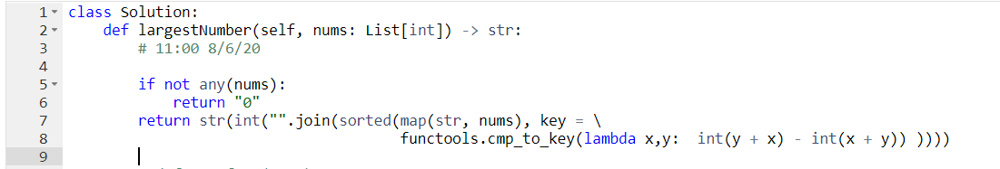 1 class Solution:
2 def largestNumber(self, nums: List[int]) -> str:
3 # 11:00 8/6/20
4
5 if not any(nums):
6 return "0"
7 return str(int("".join(sorted(map(str, nums), key = \
8 functools.cmp_to_key(lambda x,y: int(y + x) - int(x + y)) ))))
9